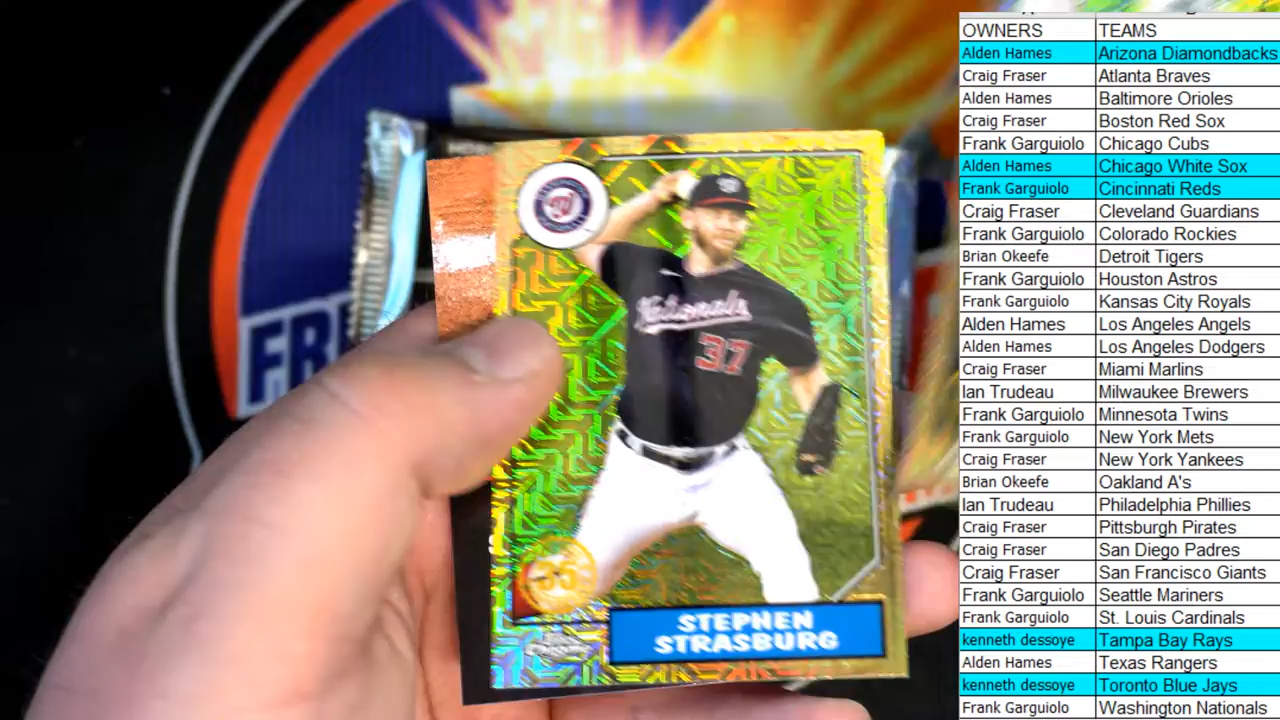 FR
Nationals
37
35
STEPHEN
STRASBURG
OWNERS TEAMS
Alden Hames Arizona Diamondbacks
Craig Fraser Atlanta Braves
Alden Hames Baltimore Orioles
Craig Fraser Boston Red Sox
Frank Garguiolo Chicago Cubs
Alden Hames Chicago White Sox
Frank Garguiolo Cincinnati Reds
Craig Fraser Cleveland Guardians
Frank Garguiolo Colorado Rockies
Brian Okeefe Detroit Tigers
Frank Garguiolo Houston Astros
Frank Garguiolo Kansas City Royals
Alden Hames Los Angeles Angels
Alden Hames Los Angeles Dodgers
Craig Fraser Miami Marlins
Ian Trudeau Milwaukee Brewers
Frank Garguiolo Minnesota Twins
Frank Garguiolo New York Mets
Craig Fraser New York Yankees
Brian Okeefe Oakland A's
Ian Trudeau Philadelphia Phillies
Craig Fraser Pittsburgh Pirates
Craig Fraser San Diego Padres
Craig Fraser San Francisco Giants
Frank Garguiolo Seattle Mariners
Frank Garguiolo St. Louis Cardinals
kenneth dessoye Tampa Bay Rays
Alden Hames Texas Rangers
kenneth dessoye Toronto Blue Jays
Frank Garguiolo Washington Nationals